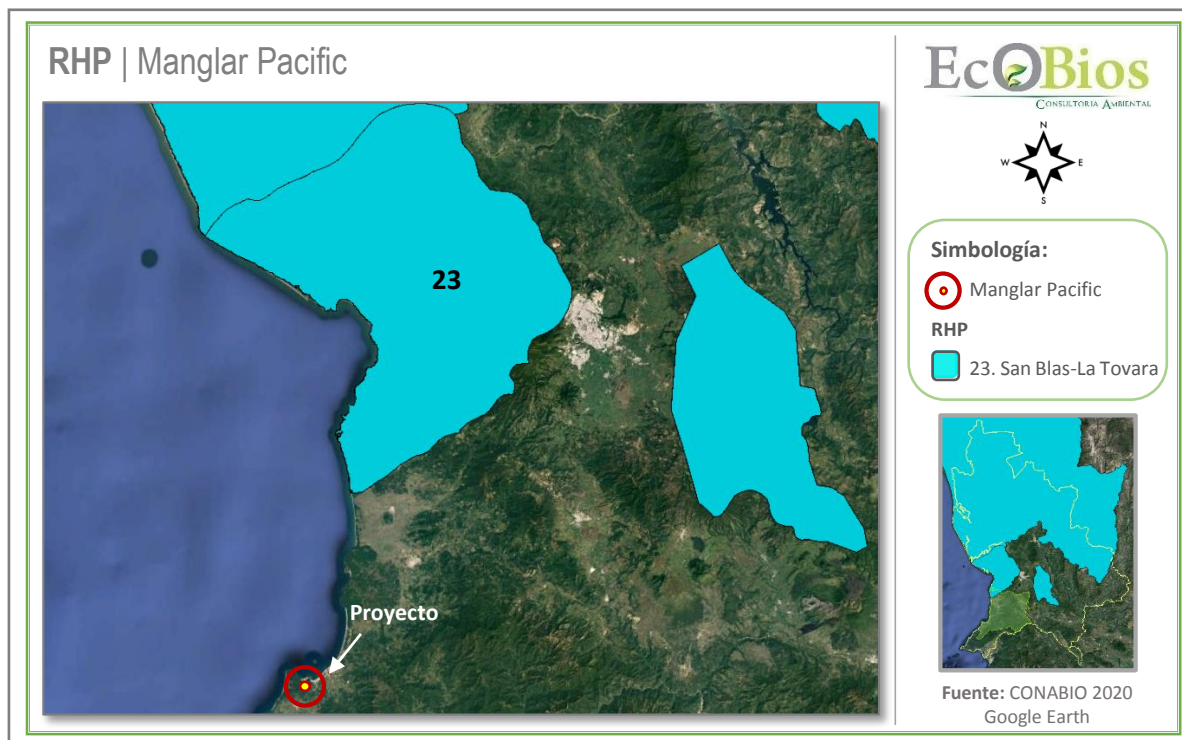 RHP | Manglar Pacific
23
Proyecto
EcOBios
CONSULTORIA AMBIENTAL
N
W E
S
Simbología:
Manglar Pacific
RHP
23. San Blas-La Tovara
Fuente: CONABIO 2020
Google Earth